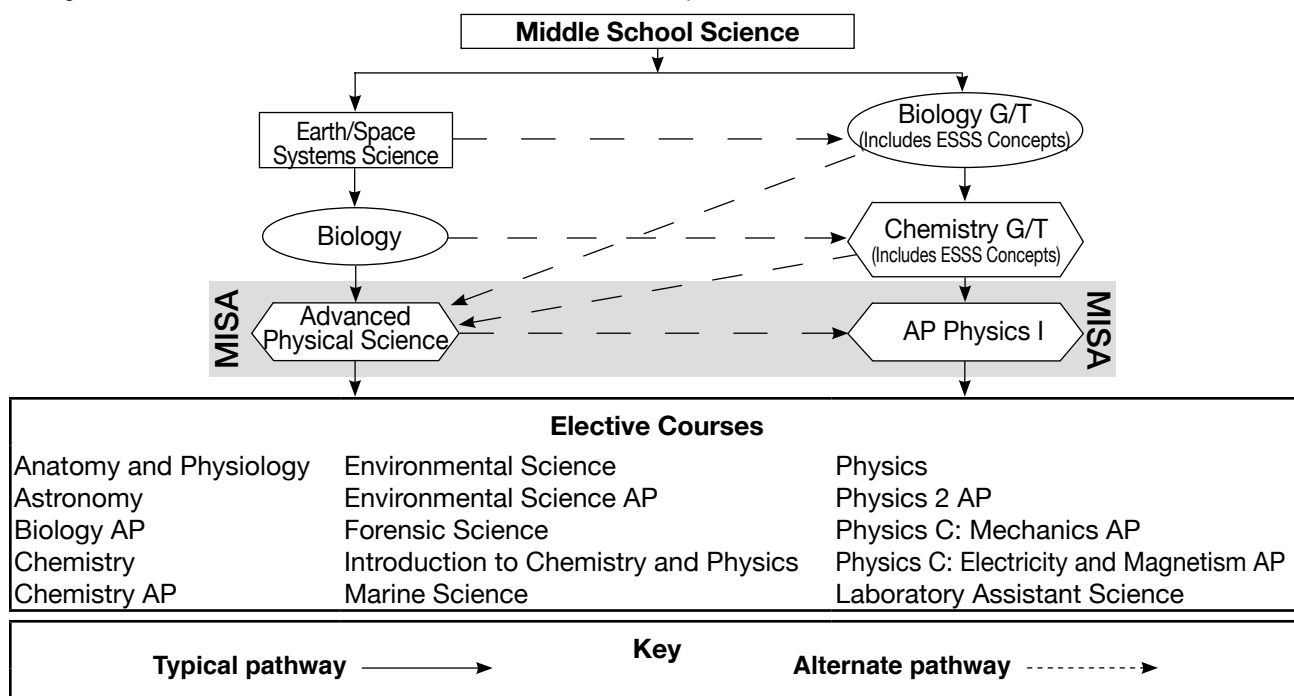 Middle School Science
Earth/Space
Systems Science
Biology G/T
(Includes ESSS Concepts)
Biology
Chemistry G/T
(Includes ESSS Concepts)
MISA
Advanced
Physical Science
AP Physics I
MISA
Elective Courses
Anatomy and Physiology Environmental Science Physics
Astronomy Environmental Science AP Physics 2 AP
Biology AP Forensic Science Physics C: Mechanics AP
Chemistry Introduction to Chemistry and Physics Physics C: Electricity and Magnetism AP
Chemistry AP Marine Science Laboratory Assistant Science
Key
Typical pathway Alternate pathway